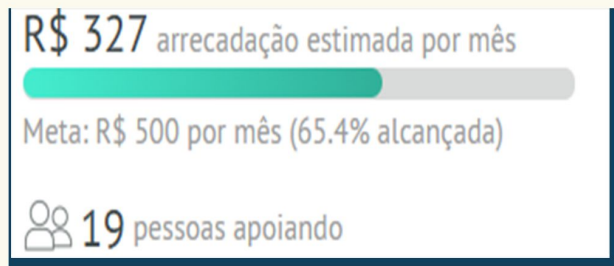 R$ 327 arrecadação estimada por mês
Meta: R$ 500 por mês (65.4% alcançada)
19 pessoas apoiando